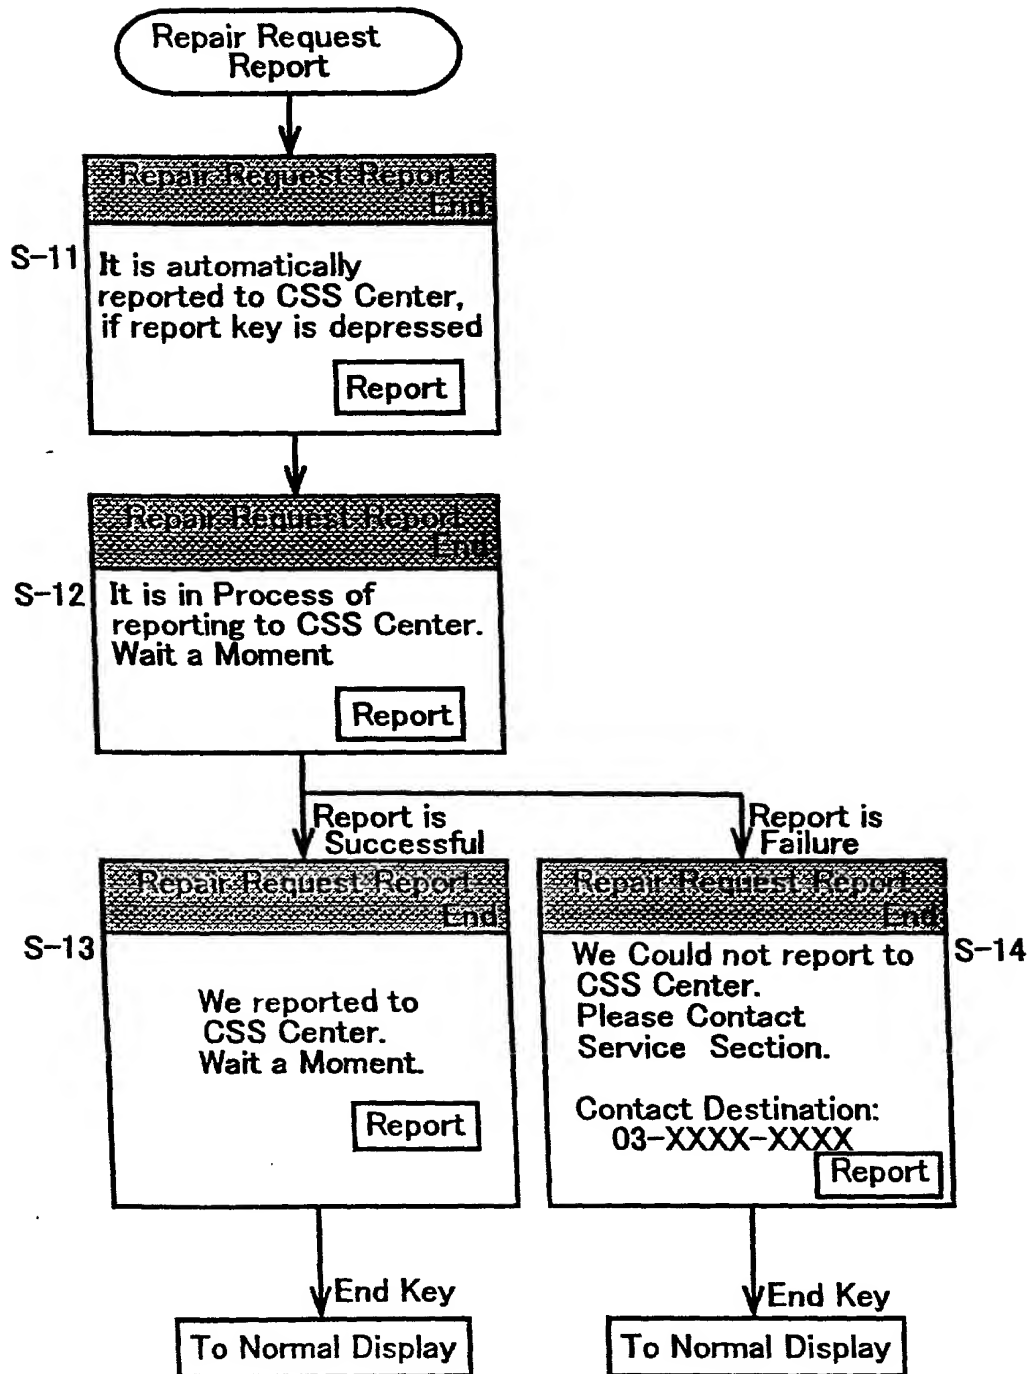 Repair Request
Report
Repair Request Report
End
S-11
It is automatically
reported to CSS Center,
if report key is depressed
Report
Repair Request Report
End
S-12
It is in Process of
reporting to CSS Center.
Wait a Moment
Report
Report is
Successful
Report is
Failure
Repair Request Report
End
S-13
We reported to
CSS Center.
Wait a Moment.
Report
Repair Request Report
End
S-14
We Could not report to
CSS Center.
Please Contact
Service Section.
Contact Destination:
03-XXXX-XXXX
Report
End Key
To Normal Display
End Key
To Normal Display